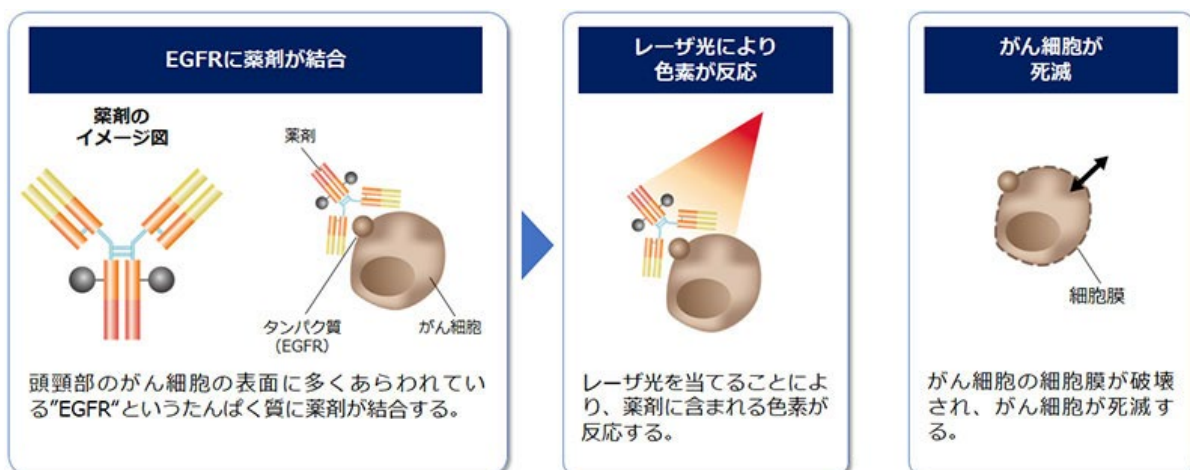 EGFRに薬剤が結合
薬剤の
イメージ図
薬剤
タンパク質
（EGFR）
がん細胞
頭頸部のがん細胞の表面に多くあらわれてい
る”EGFR“というたんぱく質に薬剤が結合する。
レーザ光により
色素が反応
レーザ光を当てることによ
り、薬剤に含まれる色素が
反応する。
がん細胞が
死滅
細胞膜
がん細胞の細胞膜が破壊
され、がん細胞が死滅す
る。